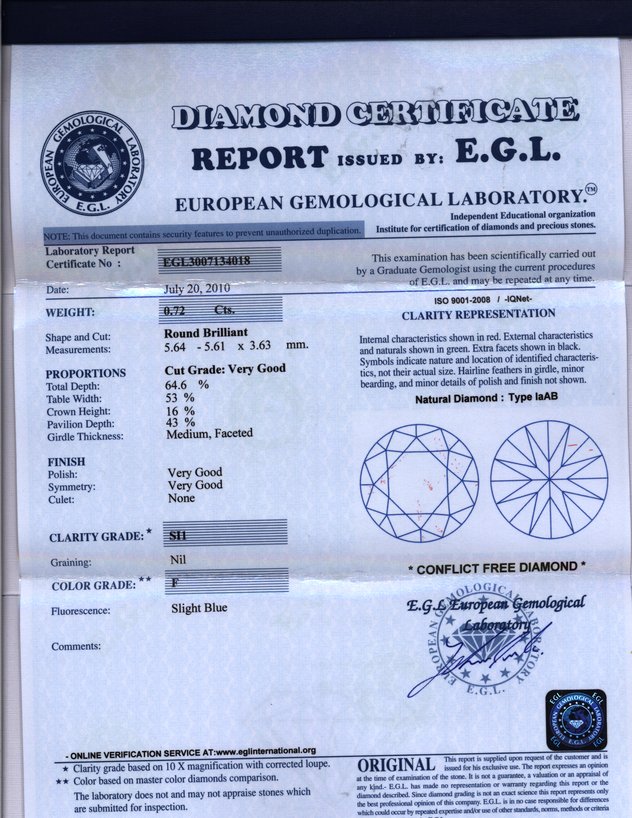 DIAMOND CERTIFICATE
REPORT ISSUED BY: E.G.L.
EUROPEAN GEMOLOGICAL LABORATORY.™
EUROPEAN GEMOLOGICAL LABORATORY
E.G.L.
Independent Educational organization
Institute for certification of diamonds and precious stones.
NOTE: This document contains security features to prevent unauthorized duplication.
Laboratory Report
Certificate No : EGL3007134018
Date: July 20, 2010
WEIGHT: 0.72 Cts.
Shape and Cut: Round Brilliant
Measurements: 5.64 - 5.61 x 3.63 mm.
PROPORTIONS Cut Grade: Very Good
Total Depth: 64.6 %
Table Width: 53 %
Crown Height: 16 %
Pavilion Depth: 43 %
Girdle Thickness: Medium, Faceted
FINISH
Polish: Very Good
Symmetry: Very Good
Culet: None
CLARITY GRADE: * SI1
Graining: Nil
COLOR GRADE: ** F
Fluorescence: Slight Blue
Comments:
This examination has been scientifically carried out
by a Graduate Gemologist using the current procedures
of E.G.L. and may be repeated at any time.
ISO 9001-2008 / -IQNet-
CLARITY REPRESENTATION
Internal characteristics shown in red. External characteristics
and naturals shown in green. Extra facets shown in black.
Symbols indicate nature and location of identified characteris-
tics, not their actual size. Hairline feathers in girdle, minor
bearding, and minor details of polish and finish not shown.
Natural Diamond : Type IaAB
* CONFLICT FREE DIAMOND *
E.G.L European Gemological
Laboratory
EUROPEAN GEMOLOGICAL LABORATORY
E.G.L.
EGL EGL
E.G.L.
- ONLINE VERIFICATION SERVICE AT:www.eglinternational.org
★ Clarity grade based on 10 X magnification with corrected loupe.
★★ Color based on master color diamonds comparison.
The laboratory does not and may not appraise stones which
are submitted for inspection.
ORIGINAL This report is supplied upon request of the customer and is
issued for his exclusive use. The report expresses an opinion
at the time of examination of the stone. It is not a guarantee, a valuation or an appraisal of
any kind.- E.G.L. has made no representation or warranty regarding this report or the
diamond described. Since diamond grading is not an exact science this report represents only
the best professional opinion of this company. E.G.L. is in no case responsible for differences
which could occur by repeated expertise and/or use of other standards, norms, methods or criteria